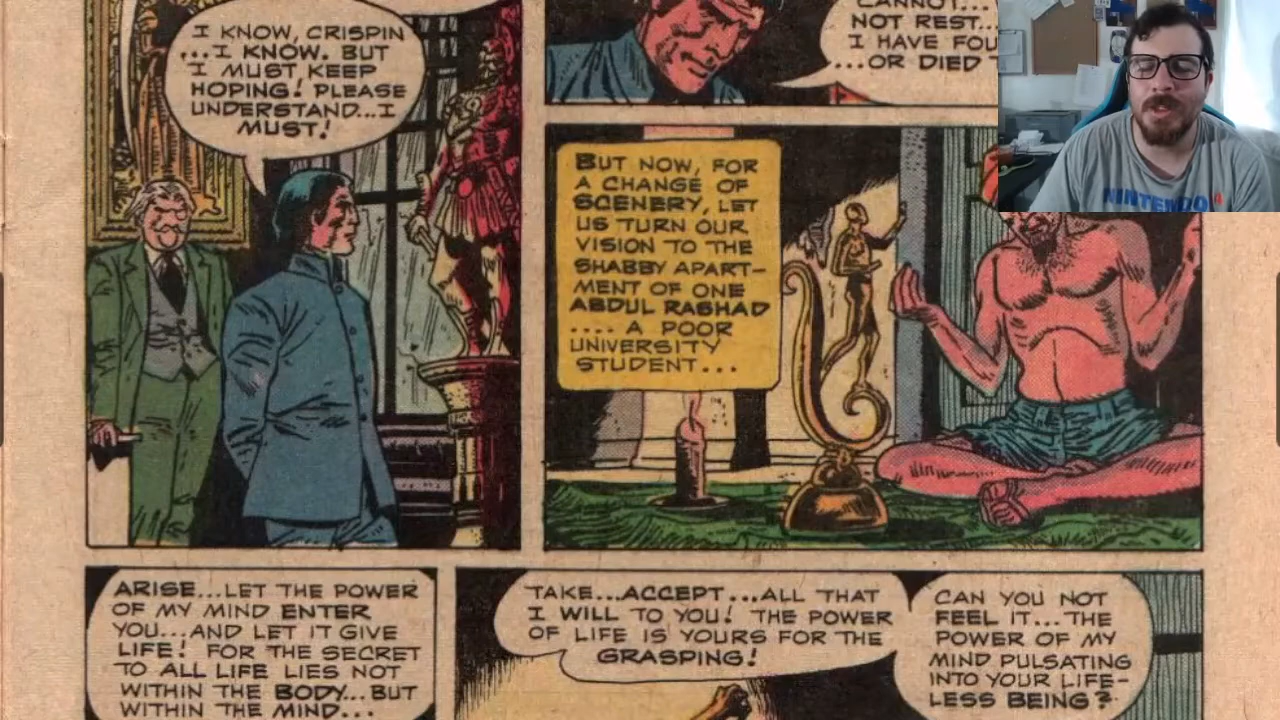 I KNOW, CRISPIN
...I KNOW. BUT
I MUST KEEP
HOPING! PLEASE
UNDERSTAND...I
MUST!
CANNOT...
NOT REST...
I HAVE FOU
...OR DIED T
NINTENDO
BUT NOW, FOR
A CHANGE OF
SCENERY, LET
US TURN OUR
VISION TO THE
SHABBY APART-
MENT OF ONE
ABDUL RASHAD
.... A POOR
UNIVERSITY
STUDENT...
ARISE...LET THE POWER
OF MY MIND ENTER
YOU...AND LET IT GIVE
LIFE! FOR THE SECRET
TO ALL LIFE LIES NOT
WITHIN THE BODY...BUT
WITHIN THE MIND...
TAKE...ACCEPT...ALL THAT
I WILL TO YOU! THE POWER
OF LIFE IS YOURS FOR THE
GRASPING!
CAN YOU NOT
FEEL IT...THE
POWER OF MY
MIND PULSATING
INTO YOUR LIFE-
LESS BEING?